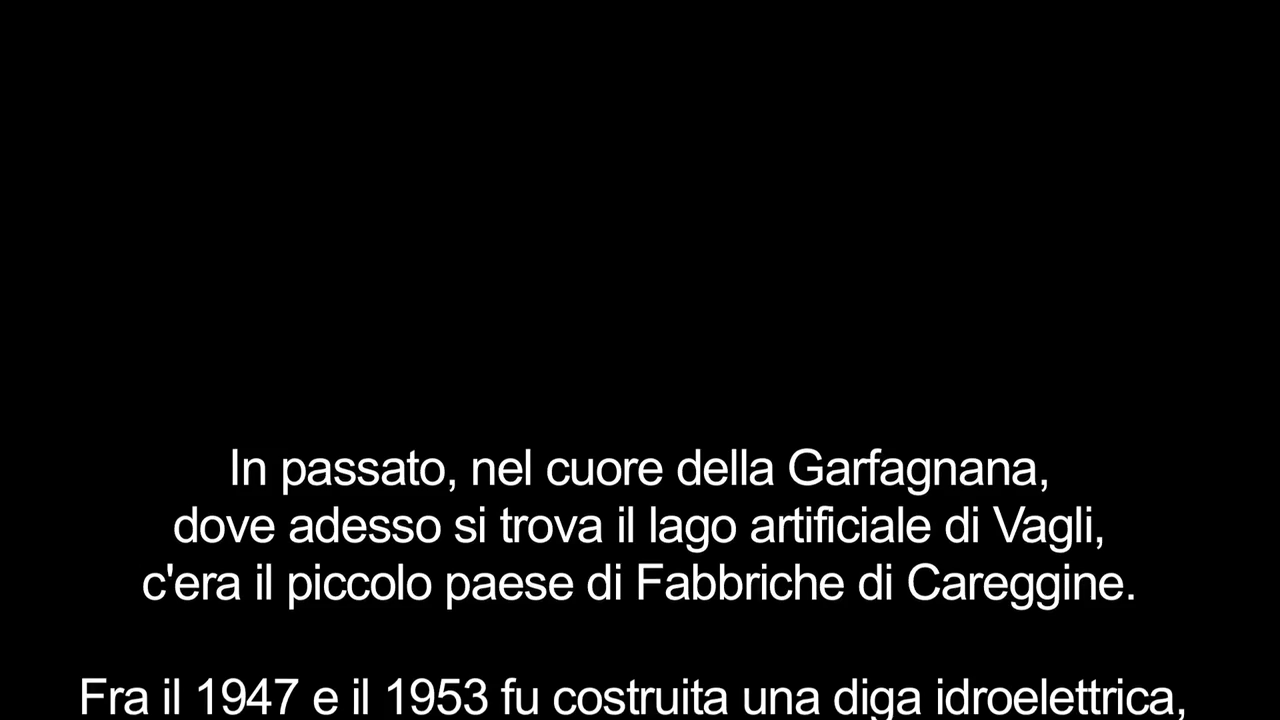 In passato, nel cuore della Garfagnana,
dove adesso si trova il lago artificiale di Vagli,
c'era il piccolo paese di Fabbriche di Careggine.
Fra il 1947 e il 1953 fu costruita una diga idroelettrica,